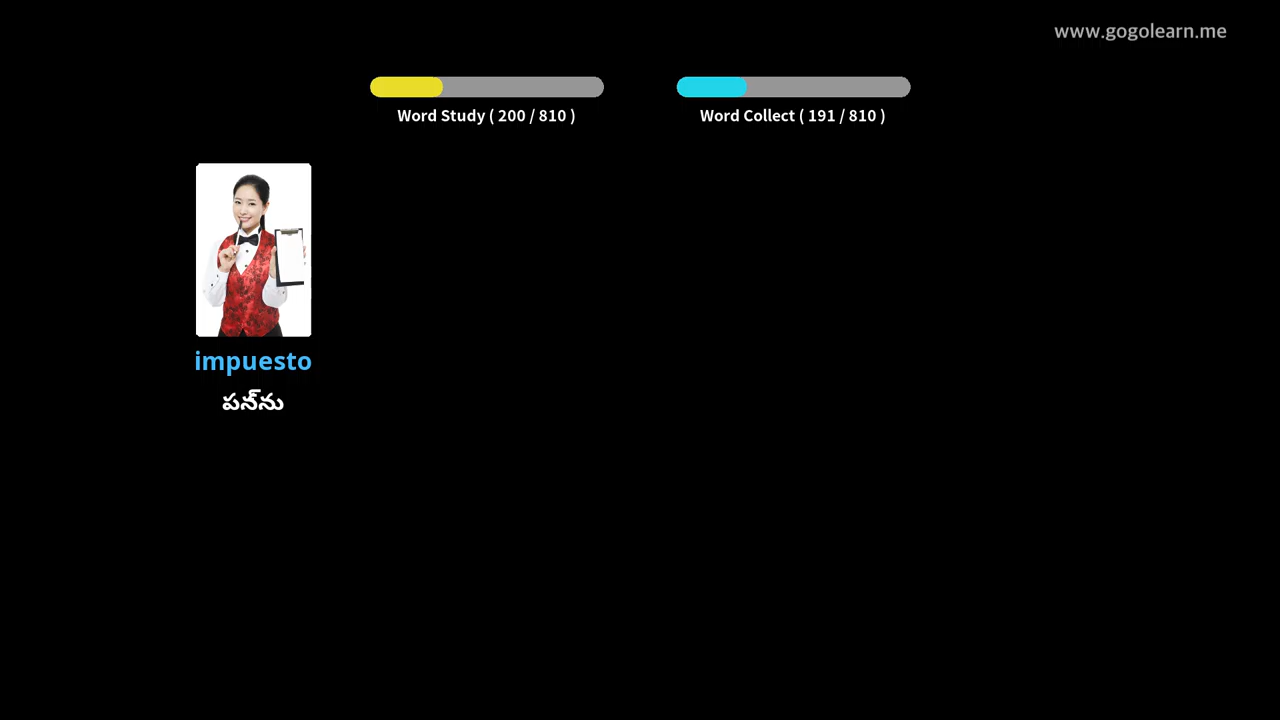 www.gogolearn.me
Word Study ( 200 / 810 )
Word Collect ( 191 / 810 )
impuesto
పన్ను